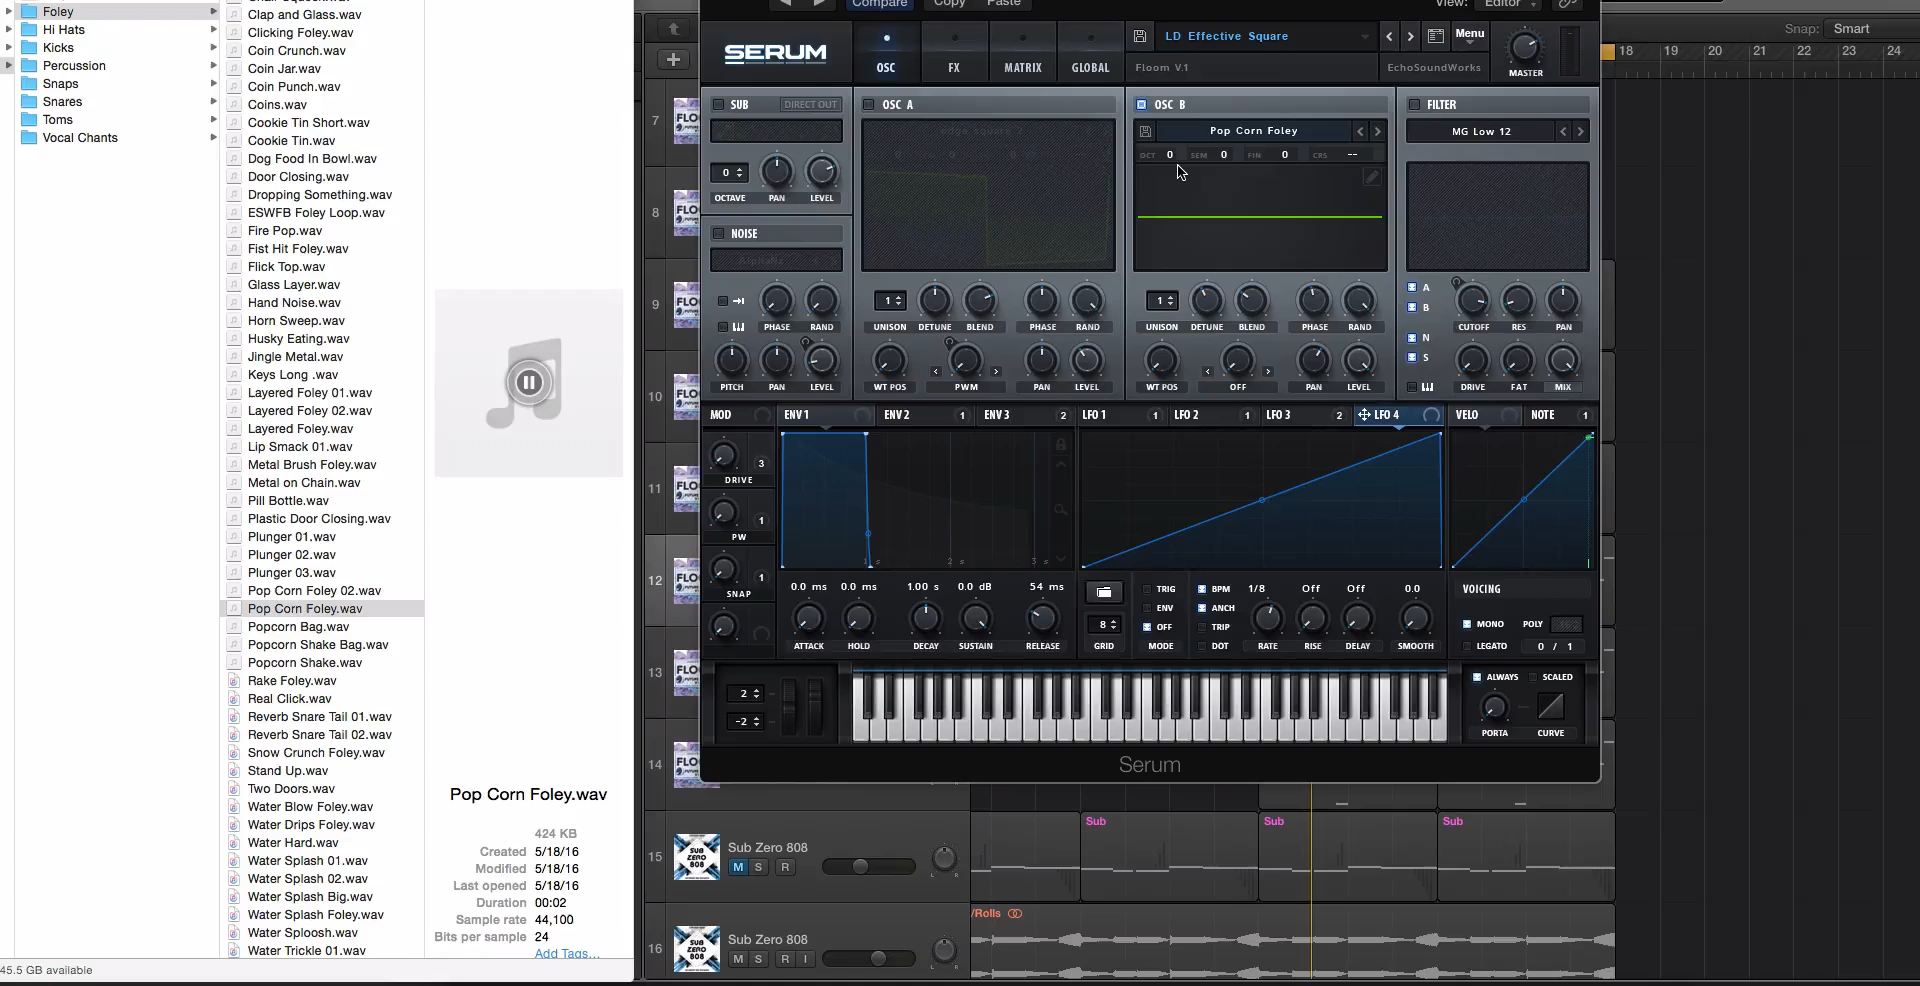 Foley
Hi Hats
Kicks
Percussion
Snaps
Snares
Toms
Vocal Chants
Clap and Glass.wav
Clicking Foley.wav
Coin Crunch.wav
Coin Jar.wav
Coin Punch.wav
Coins.wav
Cookie Tin Short.wav
Cookie Tin.wav
Dog Food In Bowl.wav
Door Closing.wav
Dropping Something.wav
ESWFB Foley Loop.wav
Fire Pop.wav
Fist Hit Foley.wav
Flick Top.wav
Glass Layer.wav
Hand Noise.wav
Horn Sweep.wav
Husky Eating.wav
Jingle Metal.wav
Keys Long .wav
Layered Foley 01.wav
Layered Foley 02.wav
Layered Foley.wav
Lip Smack 01.wav
Metal Brush Foley.wav
Metal on Chain.wav
Pill Bottle.wav
Plastic Door Closing.wav
Plunger 01.wav
Plunger 02.wav
Plunger 03.wav
Pop Corn Foley 02.wav
Pop Corn Foley.wav
Popcorn Bag.wav
Popcorn Shake Bag.wav
Popcorn Shake.wav
Rake Foley.wav
Real Click.wav
Reverb Snare Tail 01.wav
Reverb Snare Tail 02.wav
Snow Crunch Foley.wav
Stand Up.wav
Two Doors.wav
Water Blow Foley.wav
Water Drips Foley.wav
Water Hard.wav
Water Splash 01.wav
Water Splash 02.wav
Water Splash Big.wav
Water Splash Foley.wav
Water Sploosh.wav
Water Trickle 01.wav
45.5 GB available
Pop Corn Foley.wav
424 KB
Created 5/18/16
Modified 5/18/16
Last opened 5/18/16
Duration 00:02
Sample rate 44,100
Bits per sample 24
Add Tags...
Compare Copy Paste View: Editor
Snap: Smart
18 19 20 21 22 23 24
SERUM
OSC FX MATRIX GLOBAL
LD Effective Square
Floom V.1 EchoSoundWorks
Menu
MASTER
SUB DIRECT OUT
0
OCTAVE PAN LEVEL
NOISE
PHASE RAND
PITCH PAN LEVEL
OSC A
edge square 2
1
UNISON DETUNE BLEND PHASE RAND
WT POS PWM PAN LEVEL
OSC B
Pop Corn Foley
OCT 0 SEM 0 FIN 0 CRS --
1
UNISON DETUNE BLEND PHASE RAND
WT POS OFF PAN LEVEL
FILTER
MG Low 12
A
B
N
S
CUTOFF RES PAN
DRIVE FAT MIX
MOD ENV 1 ENV 2 1 ENV 3 2 LFO 1 1 LFO 2 1 LFO 3 2 LFO 4 VELO NOTE 1
3
DRIVE
1
PW
1
SNAP
1 s 2 s 3 s
0.0 ms 0.0 ms 1.00 s 0.0 dB 54 ms
ATTACK HOLD DECAY SUSTAIN RELEASE
8
GRID
TRIG
ENV
OFF
MODE
BPM
ANCH
TRIP
DOT
1/8 Off Off 0.0
RATE RISE DELAY SMOOTH
VOICING
MONO POLY
LEGATO 0 / 1
2
-2
ALWAYS SCALED
PORTA CURVE
Serum
7
8
9
10
11
12
13
14
FLO
FLO
FLO
FLO
FLO
FLO
FLO
FLO
15
SUB ZERO 808
Sub Zero 808
M S R
L R
Sub Sub Sub
16
SUB ZERO 808
Sub Zero 808
M S R I
L R
/Rolls